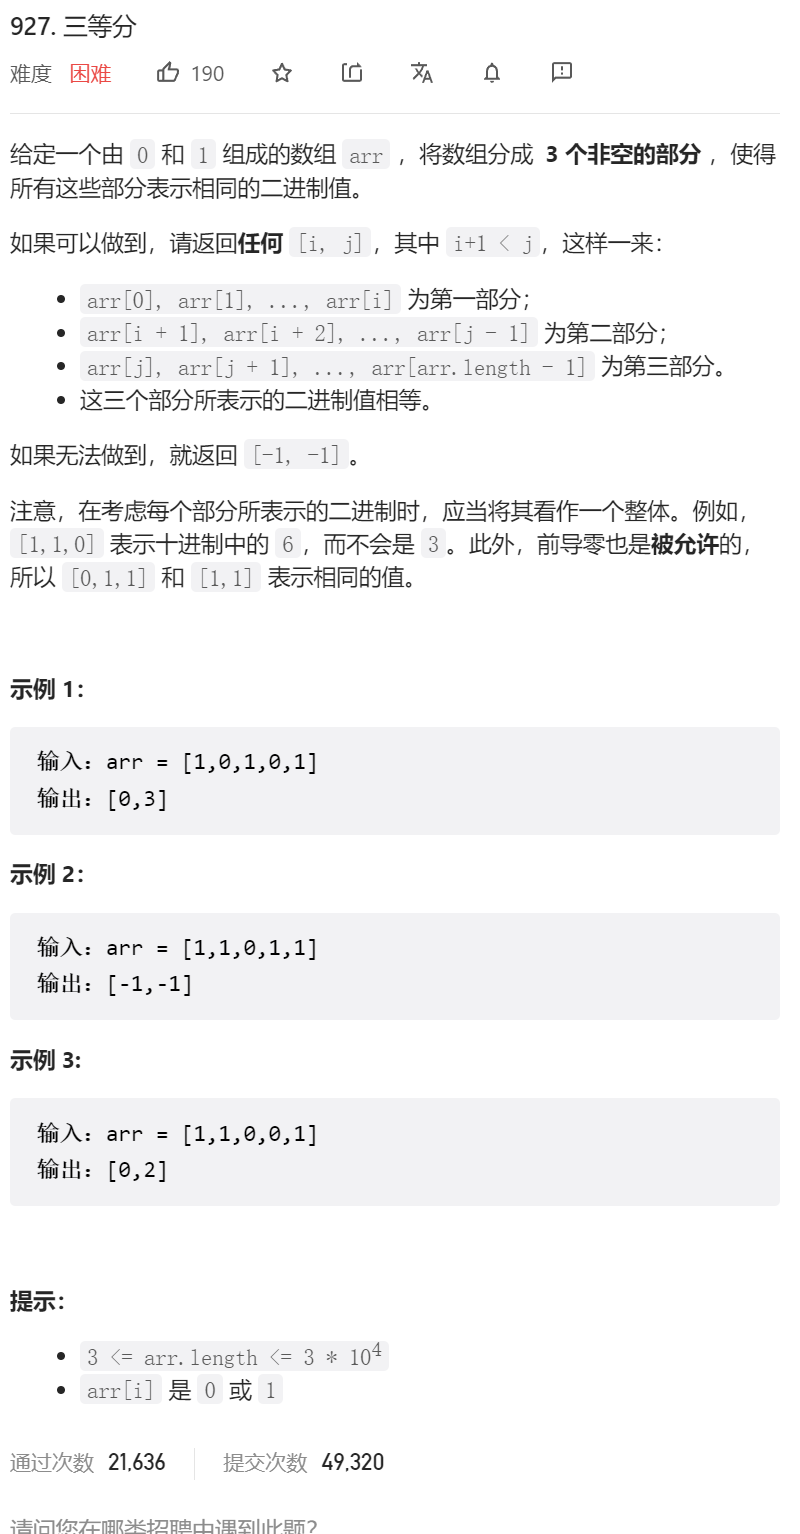 927. 三等分
难度 困难 190
给定一个由 0 和 1 组成的数组 arr ，将数组分成 3 个非空的部分 ，使得
所有这些部分表示相同的二进制值。
如果可以做到，请返回任何 [i, j]，其中 i+1 < j，这样一来：
• arr[0], arr[1], ..., arr[i] 为第一部分；
• arr[i + 1], arr[i + 2], ..., arr[j - 1] 为第二部分；
• arr[j], arr[j + 1], ..., arr[arr.length - 1] 为第三部分。
• 这三个部分所表示的二进制值相等。
如果无法做到，就返回 [-1, -1]。
注意，在考虑每个部分所表示的二进制时，应当将其看作一个整体。例如，
[1,1,0] 表示十进制中的 6，而不会是 3。此外，前导零也是被允许的，
所以 [0,1,1] 和 [1,1] 表示相同的值。
示例 1：
输入：arr = [1,0,1,0,1]
输出：[0,3]
示例 2：
输入：arr = [1,1,0,1,1]
输出：[-1,-1]
示例 3:
输入：arr = [1,1,0,0,1]
输出：[0,2]
提示：
• 3 <= arr.length <= 3 * 10⁴
• arr[i] 是 0 或 1
通过次数 21,636 提交次数 49,320
请问您在哪类招聘中遇到此题？